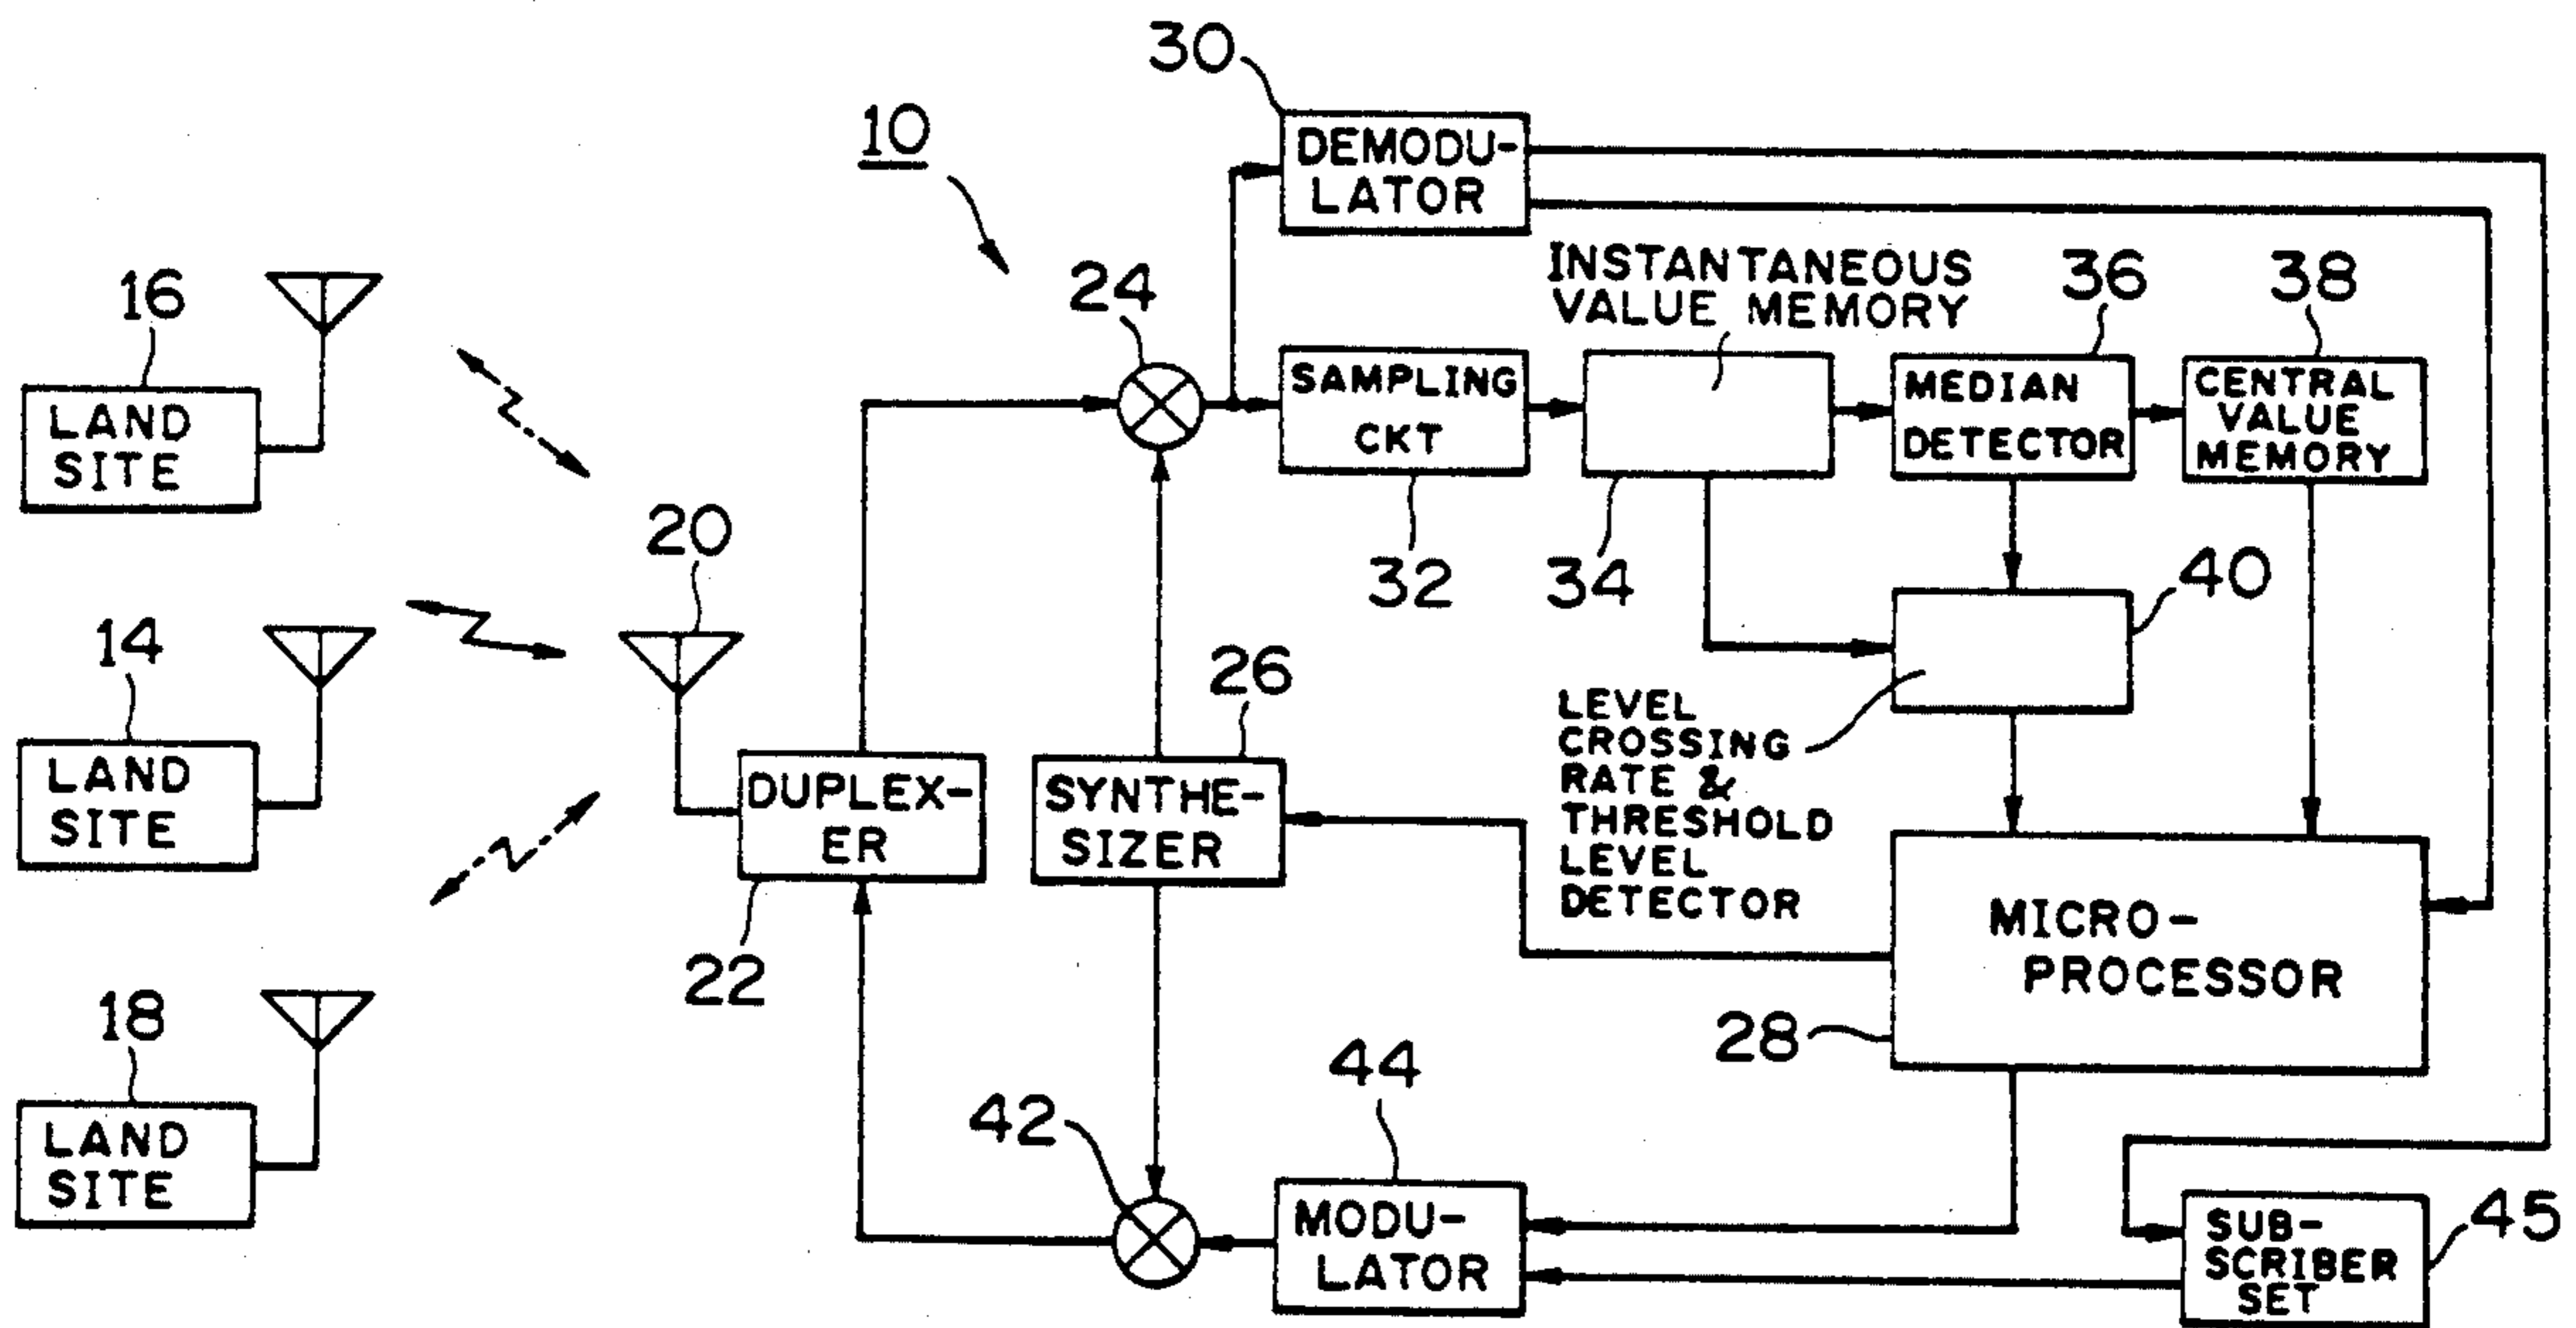 30
10
DEMODU-
LATOR
INSTANTANEOUS
VALUE MEMORY
36
38
16
24
LAND
SITE
SAMPLING
CKT
MEDIAN
DETECTOR
CENTRAL
VALUE
MEMORY
20
32
34
40
14
26
LAND
SITE
DUPLEX-
ER
SYNTHE-
SIZER
LEVEL
CROSSING
RATE &
THRESHOLD
LEVEL
DETECTOR
MICRO-
PROCESSOR
22
28
18
44
42
LAND
SITE
MODU-
LATOR
SUB-
SCRIBER
SET
45